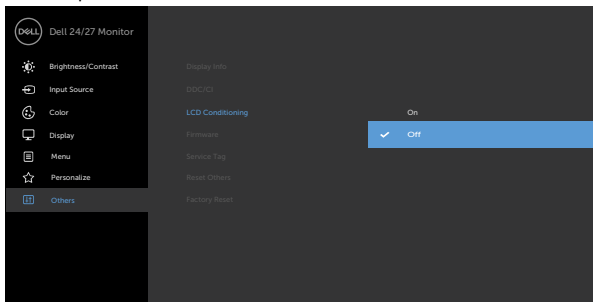 DELL Dell 24/27 Monitor
Brightness/Contrast Display Info
Input Source DDC/CI
Color LCD Conditioning On
Display Firmware Off
Menu Service Tag
Personalize Reset Others
Others Factory Reset